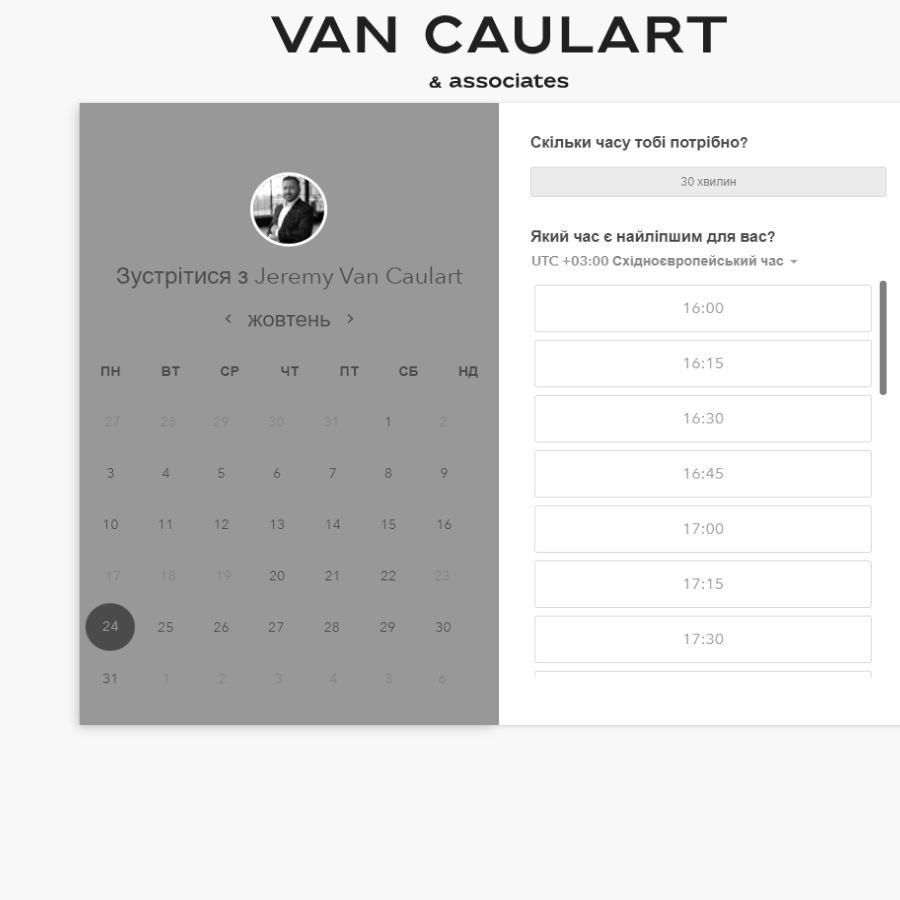 VAN CAULART
& associates
Зустрітися з Jeremy Van Caulart
жовтень
ПН ВТ СР ЧТ ПТ СБ НД
27 28 29 30 31 1 2
3 4 5 6 7 8 9
10 11 12 13 14 15 16
17 18 19 20 21 22 23
24 25 26 27 28 29 30
31 1 2 3 4 5 6
Скільки часу тобі потрібно?
30 хвилин
Який час є найліпшим для вас?
UTC +03:00 Східноєвропейський час
16:00
16:15
16:30
16:45
17:00
17:15
17:30